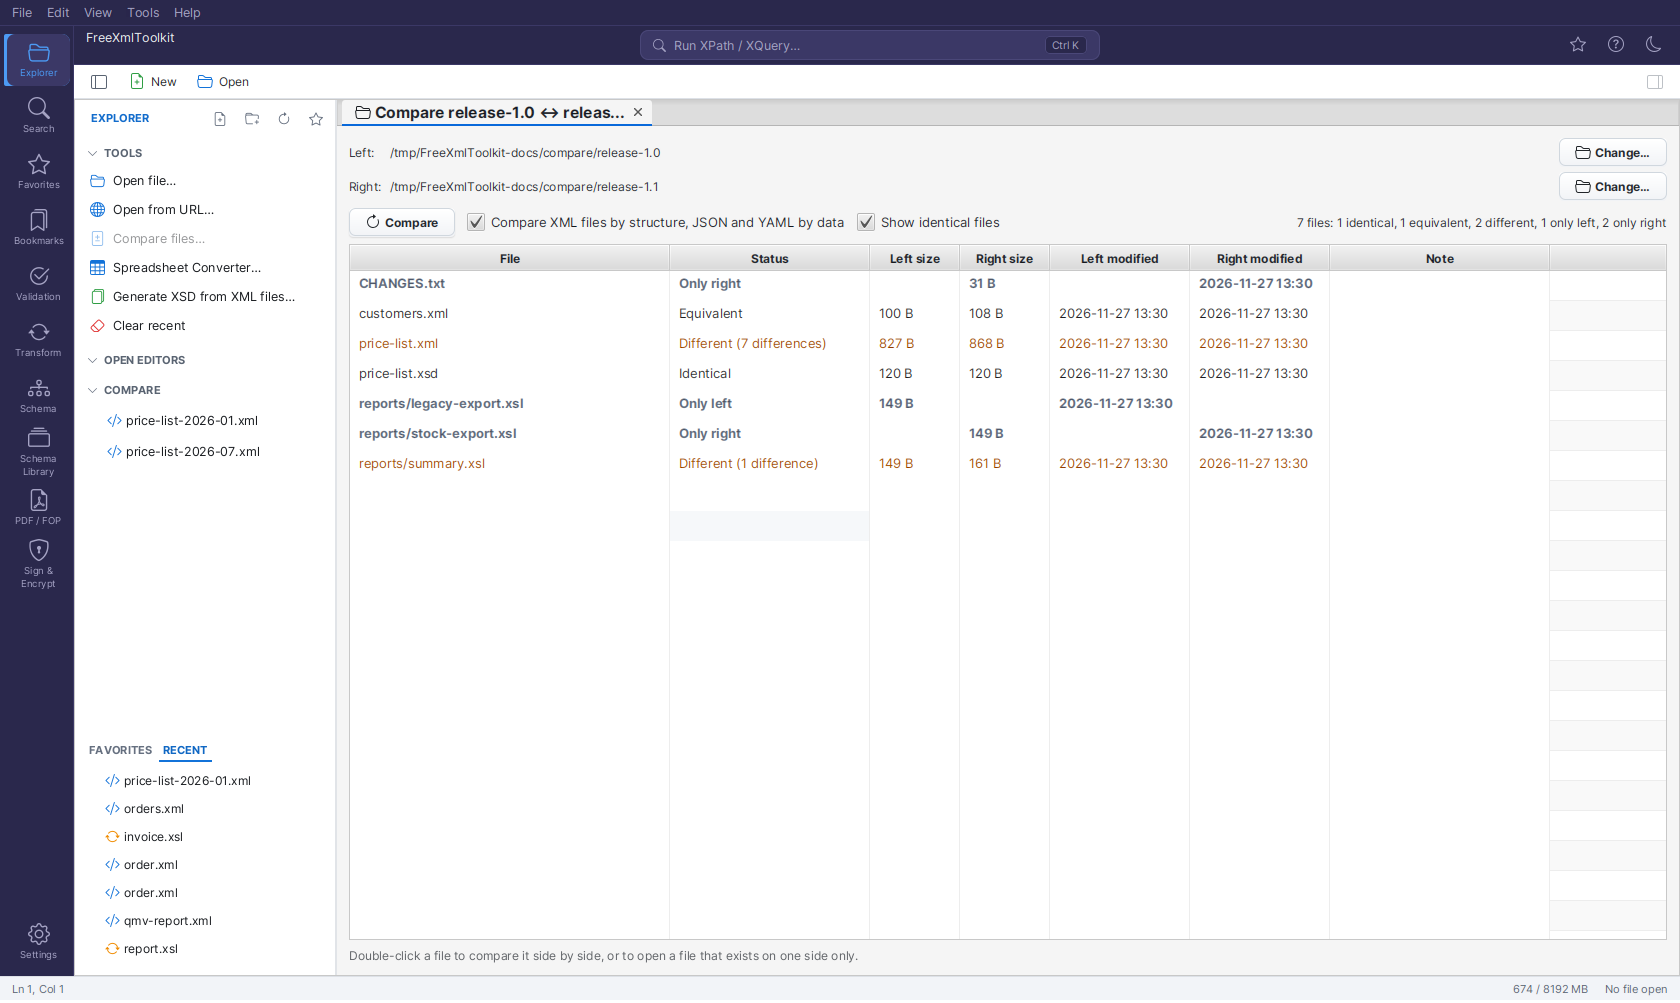 File Edit View Tools Help
FreeXmlToolkit
Run XPath / XQuery... Ctrl K
New Open
Explorer
Search
Favorites
Bookmarks
Validation
Transform
Schema
Schema
Library
PDF / FOP
Sign &
Encrypt
Settings
EXPLORER
TOOLS
Open file...
Open from URL...
Compare files...
Spreadsheet Converter...
Generate XSD from XML files...
Clear recent
OPEN EDITORS
COMPARE
price-list-2026-01.xml
price-list-2026-07.xml
FAVORITES RECENT
price-list-2026-01.xml
orders.xml
invoice.xsl
order.xml
order.xml
qmv-report.xml
report.xsl
Compare release-1.0 ↔ releas... ×
Left: /tmp/FreeXmlToolkit-docs/compare/release-1.0 Change...
Right: /tmp/FreeXmlToolkit-docs/compare/release-1.1 Change...
Compare Compare XML files by structure, JSON and YAML by data Show identical files 7 files: 1 identical, 1 equivalent, 2 different, 1 only left, 2 only right
File Status Left size Right size Left modified Right modified Note
CHANGES.txt Only right 31 B 2026-11-27 13:30
customers.xml Equivalent 100 B 108 B 2026-11-27 13:30 2026-11-27 13:30
price-list.xml Different (7 differences) 827 B 868 B 2026-11-27 13:30 2026-11-27 13:30
price-list.xsd Identical 120 B 120 B 2026-11-27 13:30 2026-11-27 13:30
reports/legacy-export.xsl Only left 149 B 2026-11-27 13:30
reports/stock-export.xsl Only right 149 B 2026-11-27 13:30
reports/summary.xsl Different (1 difference) 149 B 161 B 2026-11-27 13:30 2026-11-27 13:30
Double-click a file to compare it side by side, or to open a file that exists on one side only.
Ln 1, Col 1 674 / 8192 MB No file open